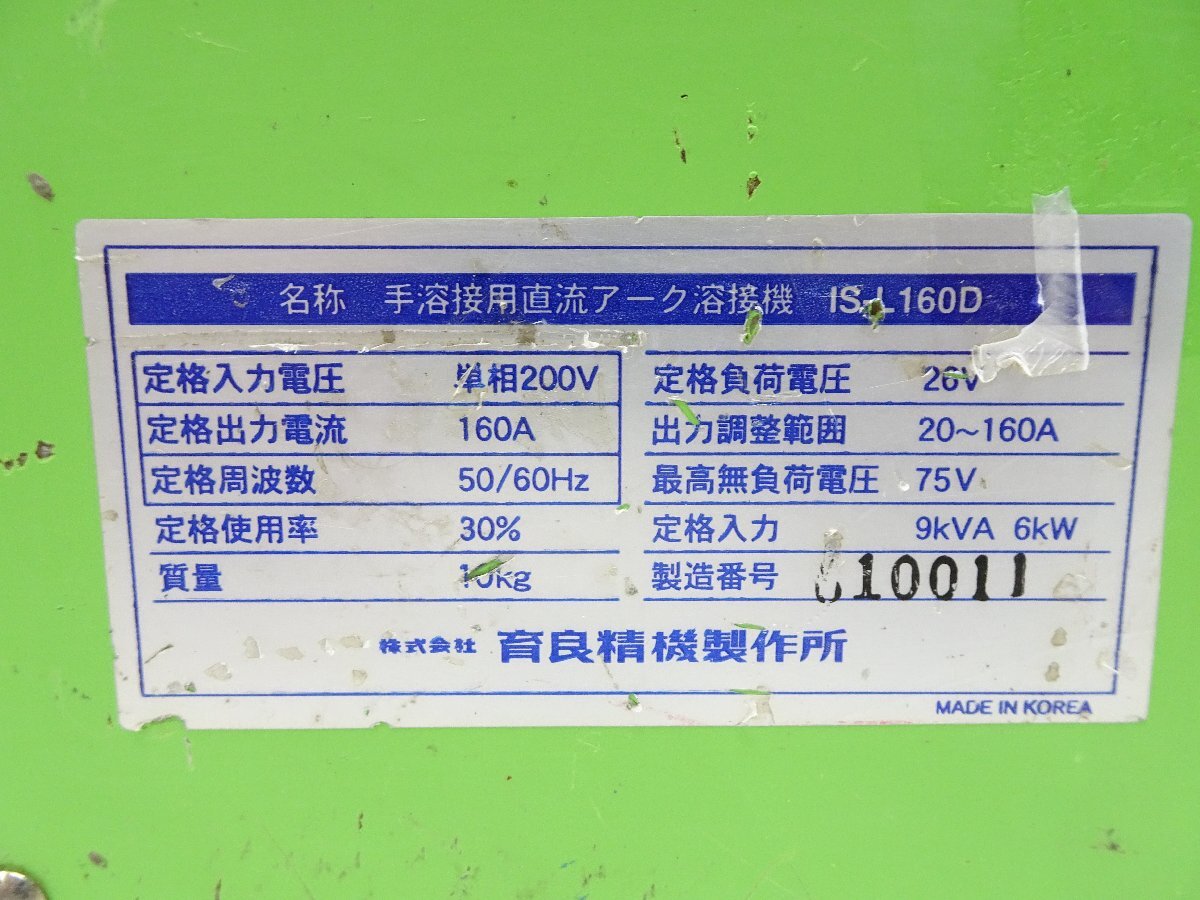 名称 手溶接用直流アーク溶接機 IS-L160D
定格入力電圧 単相200V
定格出力電流 160A
定格周波数 50/60Hz
定格使用率 30%
質量 10kg
定格負荷電圧 26V
出力調整範囲 20~160A
最高無負荷電圧 75V
定格入力 9kVA 6kW
製造番号 10011
株式会社 育良精機製作所
MADE IN KOREA